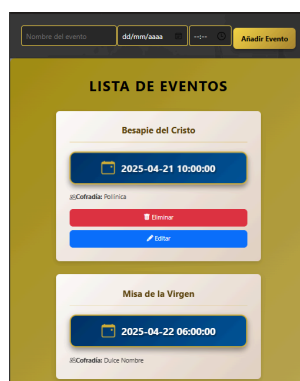 Nombre del evento dd/mm/aaaa --:-- Añadir Evento
LISTA DE EVENTOS
Besapie del Cristo
2025-04-21 10:00:00
Cofradía: Pollinica
Eliminar
Editar
Misa de la Virgen
2025-04-22 06:00:00
Cofradía: Dulce Nombre